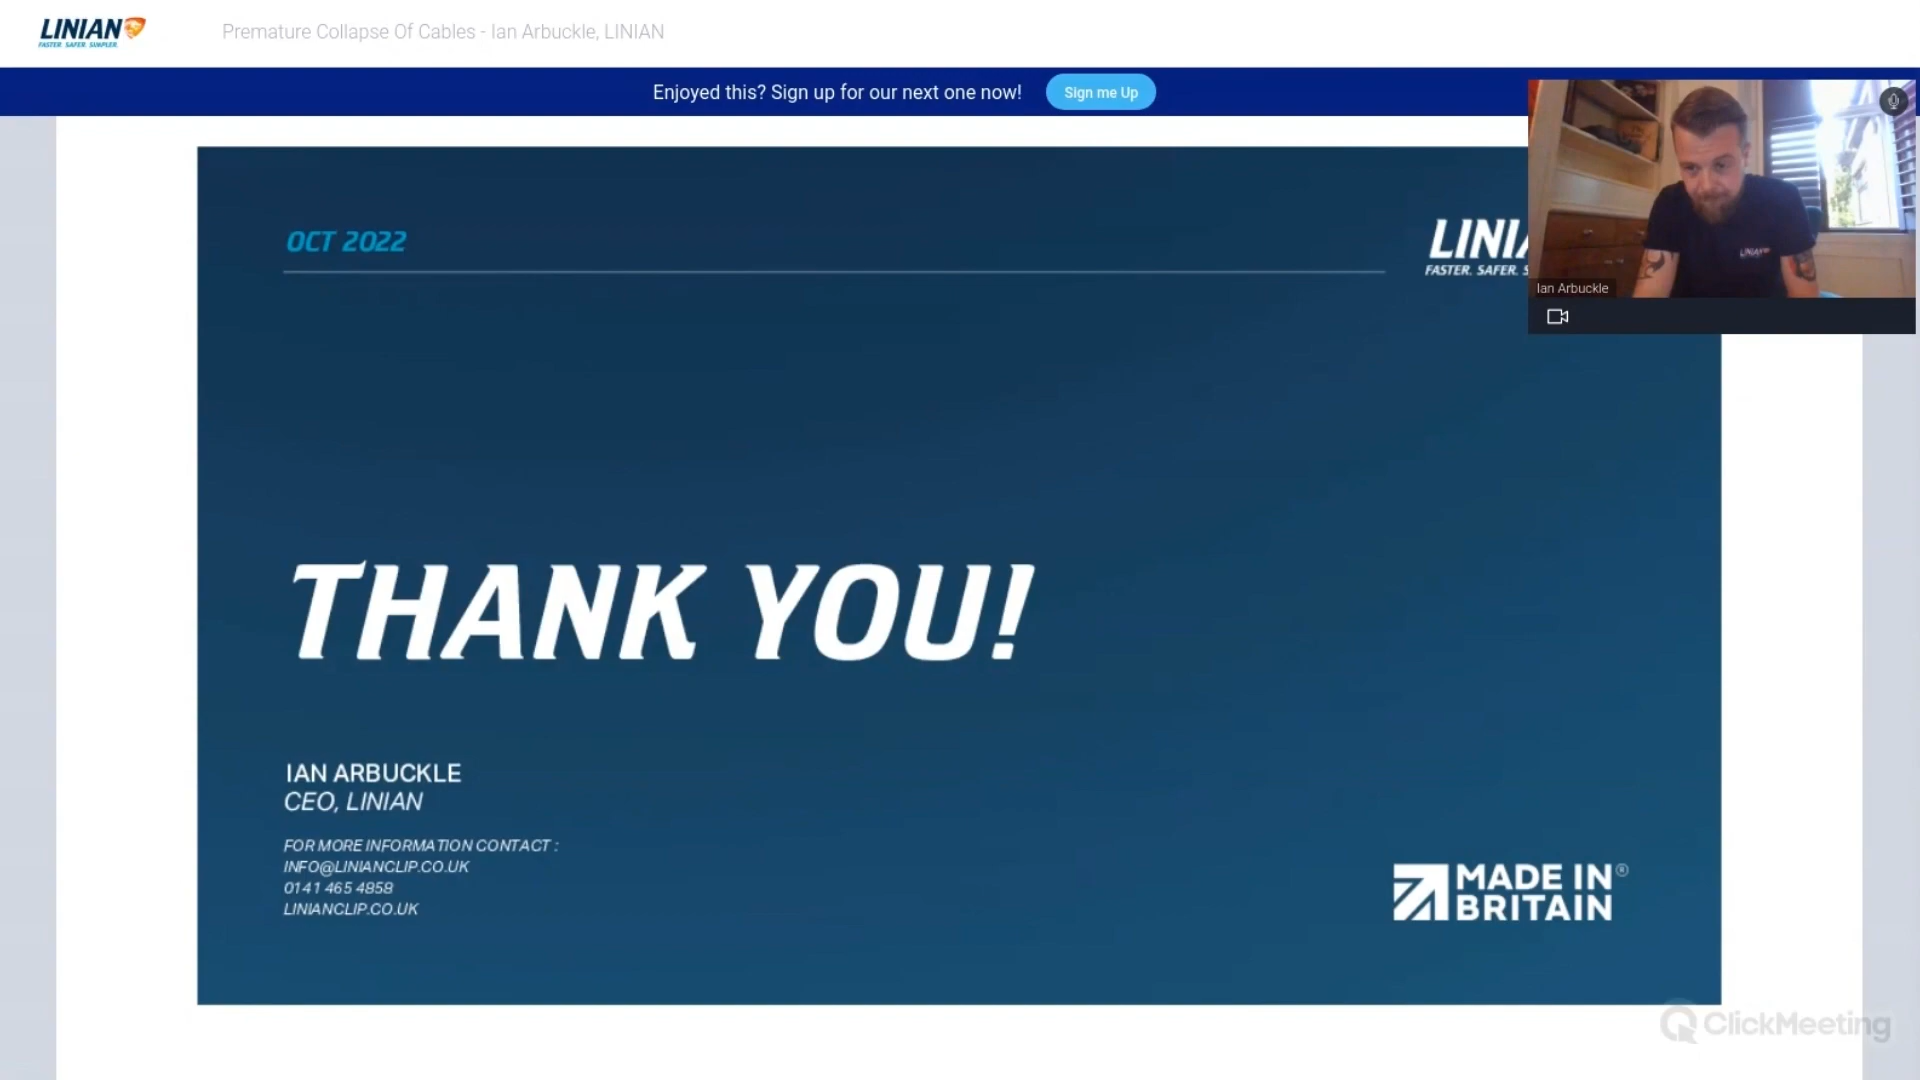 LINIAN
FASTER. SAFER. SIMPLER.
Premature Collapse Of Cables - Ian Arbuckle, LINIAN
Enjoyed this? Sign up for our next one now!
Sign me Up
OCT 2022
LINIA
FASTER. SAFER. S
LINIAN
Ian Arbuckle
THANK YOU!
IAN ARBUCKLE
CEO, LINIAN
FOR MORE INFORMATION CONTACT :
INFO@LINIANCLIP.CO.UK
0141 465 4858
LINIANCLIP.CO.UK
MADE IN®
BRITAIN
ClickMeeting